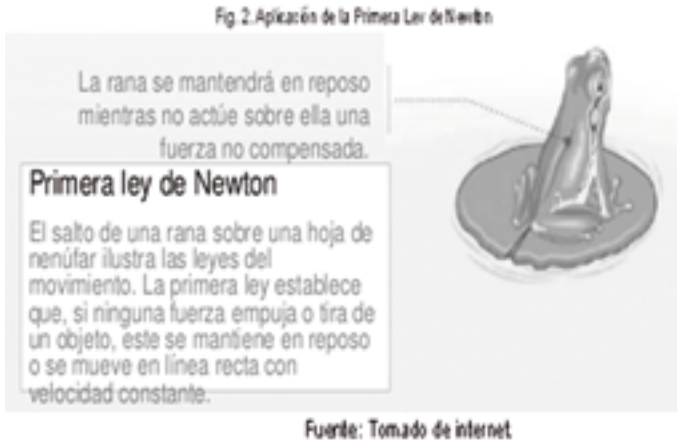 Fig. 2. Aplicación de la Primera Ley de Newton
La rana se mantendrá en reposo
mientras no actúe sobre ella una
fuerza no compensada.
Primera ley de Newton
El salto de una rana sobre una hoja de
nenúfar ilustra las leyes del
movimiento. La primera ley establece
que, si ninguna fuerza empuja o tira de
un objeto, este se mantiene en reposo
o se mueve en línea recta con
velocidad constante.
Fuente: Tomado de internet